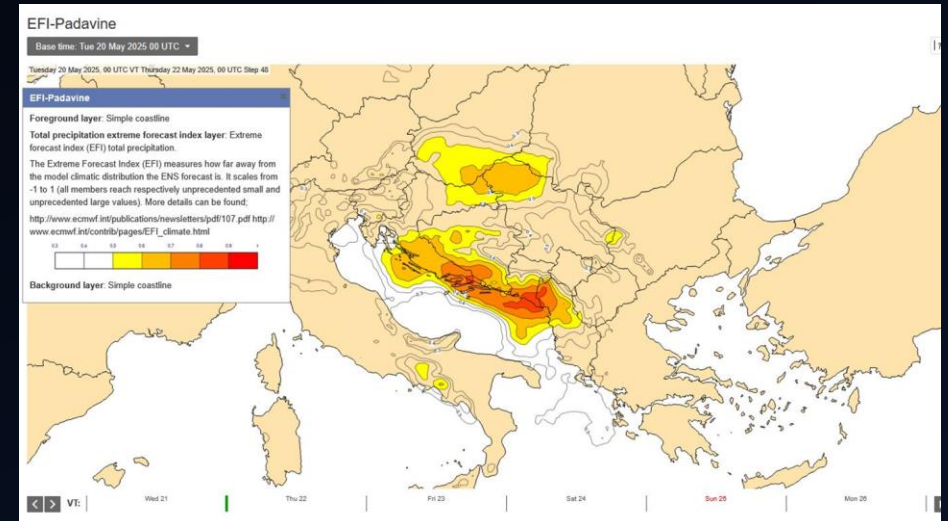 EFI-Padavine
Base time: Tue 20 May 2025 00 UTC
Tuesday 20 May 2025, 00 UTC VT Thursday 22 May 2025, 00 UTC Step 48
EFI-Padavine
Foreground layer: Simple coastline
Total precipitation extreme forecast index layer: Extreme
forecast index (EFI) total precipitation.
The Extreme Forecast Index (EFI) measures how far away from
the model climatic distribution the ENS forecast is. It scales from
-1 to 1 (all members reach respectively unprecedented small and
unprecedented large values). More details can be found;
http://www.ecmwf.int/publications/newsletters/pdf/107.pdf http://
www.ecmwf.int/contrib/pages/EFI_climate.html
0.3 0.4 0.5 0.6 0.7 0.8 0.9 1
Background layer: Simple coastline
VT: Wed 21 Thu 22 Fri 23 Sat 24 Sun 25 Mon 26